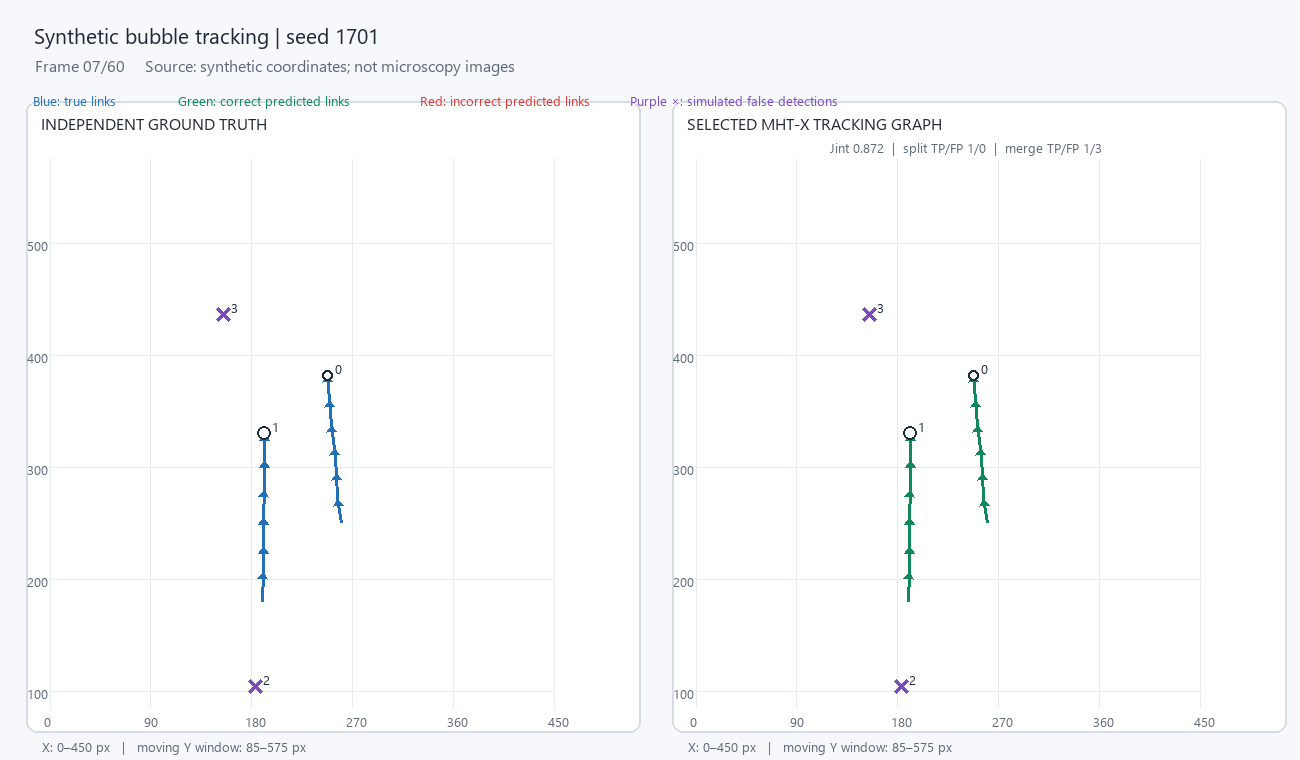 Synthetic bubble tracking | seed 1701
Frame 07/60 Source: synthetic coordinates; not microscopy images
Blue: true links Green: correct predicted links Red: incorrect predicted links Purple ×: simulated false detections
INDEPENDENT GROUND TRUTH
500
400
300
200
100
3
0
1
2
0 90 180 270 360 450
X: 0–450 px | moving Y window: 85–575 px
SELECTED MHT-X TRACKING GRAPH
Jint 0.872 | split TP/FP 1/0 | merge TP/FP 1/3
500
400
300
200
100
3
0
1
2
0 90 180 270 360 450
X: 0–450 px | moving Y window: 85–575 px